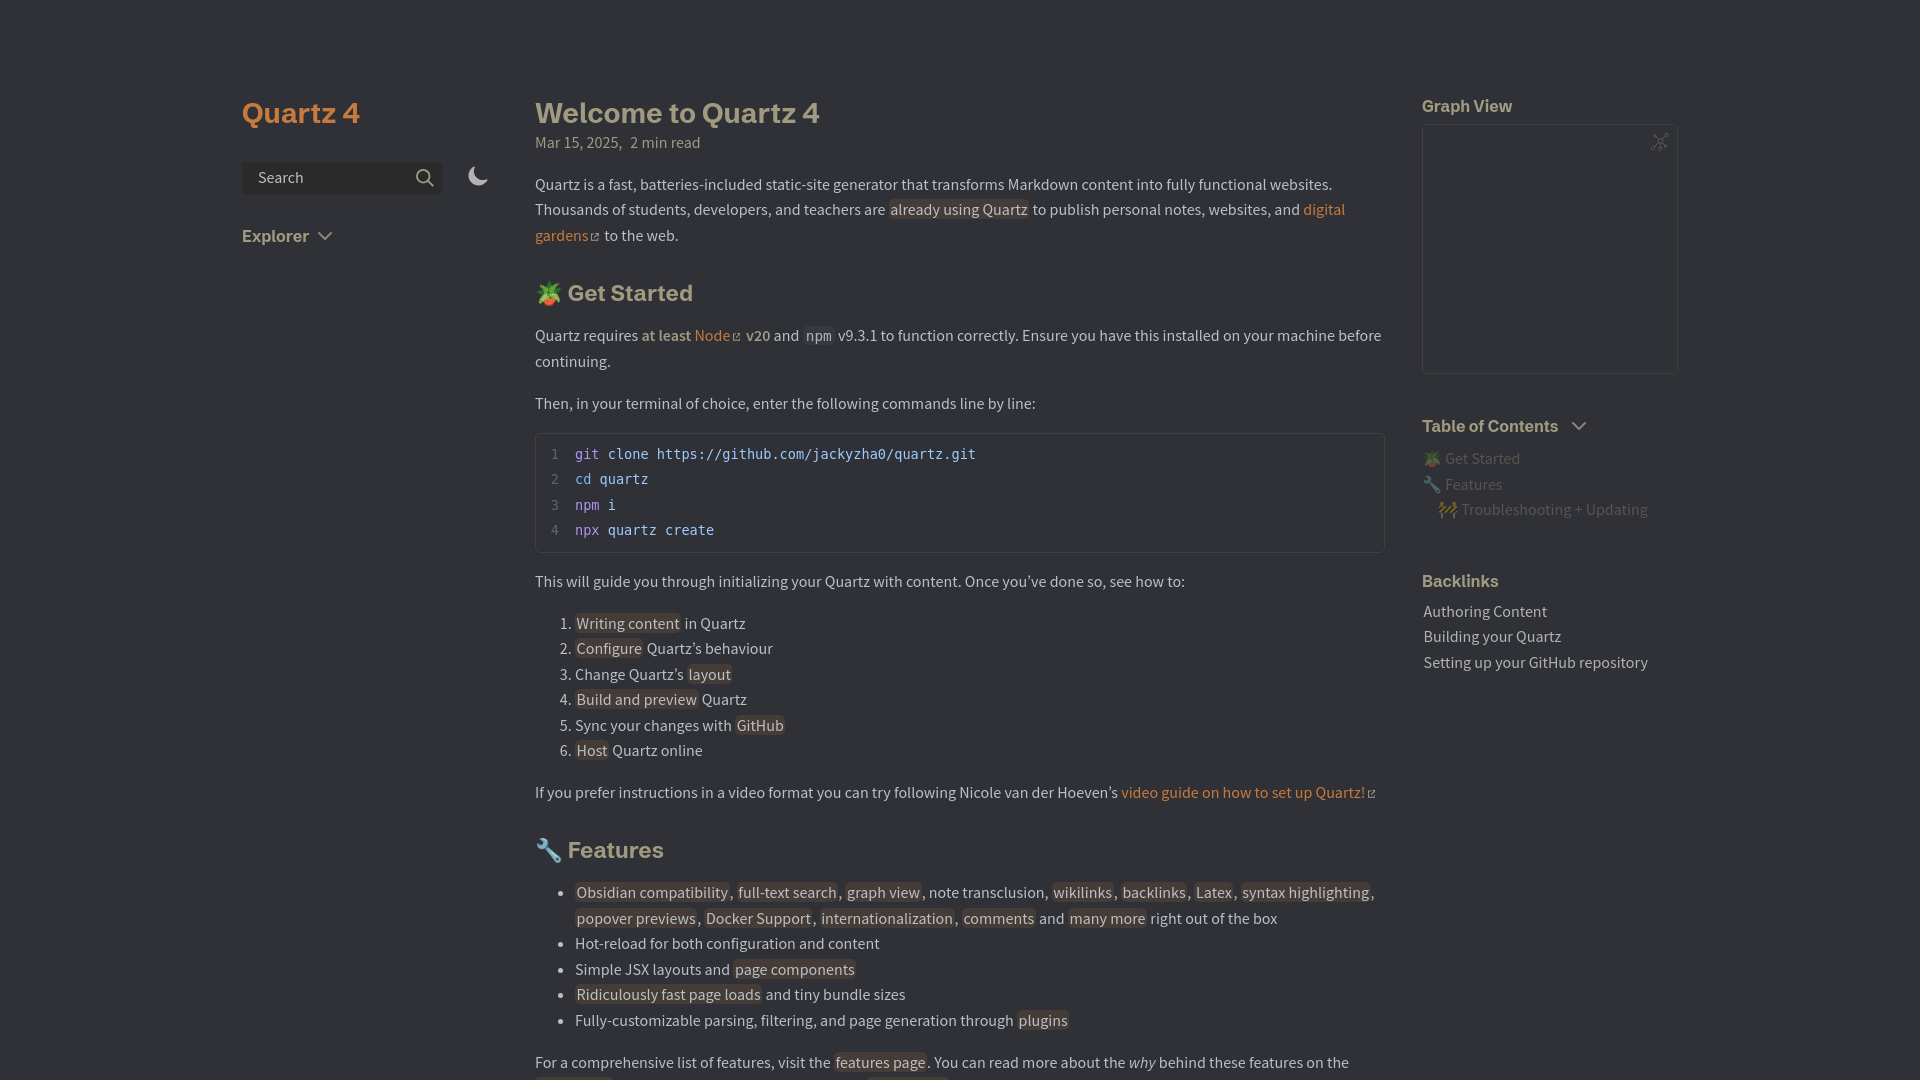 Quartz 4
Search
Explorer
Welcome to Quartz 4
Mar 15, 2025, 2 min read
Quartz is a fast, batteries-included static-site generator that transforms Markdown content into fully functional websites.
Thousands of students, developers, and teachers are already using Quartz to publish personal notes, websites, and digital
gardens to the web.
🪴 Get Started
Quartz requires at least Node v20 and npm v9.3.1 to function correctly. Ensure you have this installed on your machine before
continuing.
Then, in your terminal of choice, enter the following commands line by line:
1 git clone https://github.com/jackyzha0/quartz.git
2 cd quartz
3 npm i
4 npx quartz create
This will guide you through initializing your Quartz with content. Once you’ve done so, see how to:
1. Writing content in Quartz
2. Configure Quartz’s behaviour
3. Change Quartz’s layout
4. Build and preview Quartz
5. Sync your changes with GitHub
6. Host Quartz online
If you prefer instructions in a video format you can try following Nicole van der Hoeven’s video guide on how to set up Quartz!
🔧 Features
• Obsidian compatibility, full-text search, graph view, note transclusion, wikilinks, backlinks, Latex, syntax highlighting,
popover previews, Docker Support, internationalization, comments and many more right out of the box
• Hot-reload for both configuration and content
• Simple JSX layouts and page components
• Ridiculously fast page loads and tiny bundle sizes
• Fully-customizable parsing, filtering, and page generation through plugins
For a comprehensive list of features, visit the features page. You can read more about the why behind these features on the
Graph View
Table of Contents
🪴 Get Started
🔧 Features
🚧 Troubleshooting + Updating
Backlinks
Authoring Content
Building your Quartz
Setting up your GitHub repository